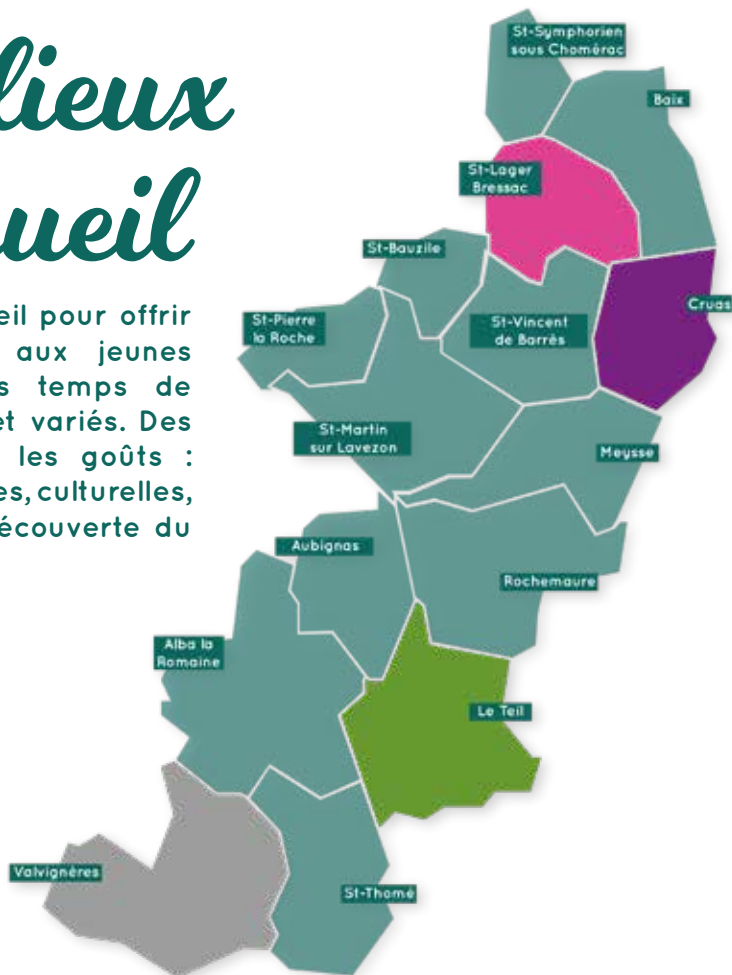 lieux
ueil
eil pour offrir
aux jeunes
s temps de
et variés. Des
les goûts :
es, culturelles,
écouverte du
St-Symphorien
sous Chomérac
Baix
St-Lager
Bressac
St-Bauzile
Cruas
St-Pierre
la Roche
St-Vincent
de Barrès
St-Martin
sur Lavezon
Meysse
Aubignas
Rochemaure
Alba la
Romaine
Le Teil
Valvignères
St-Thomé